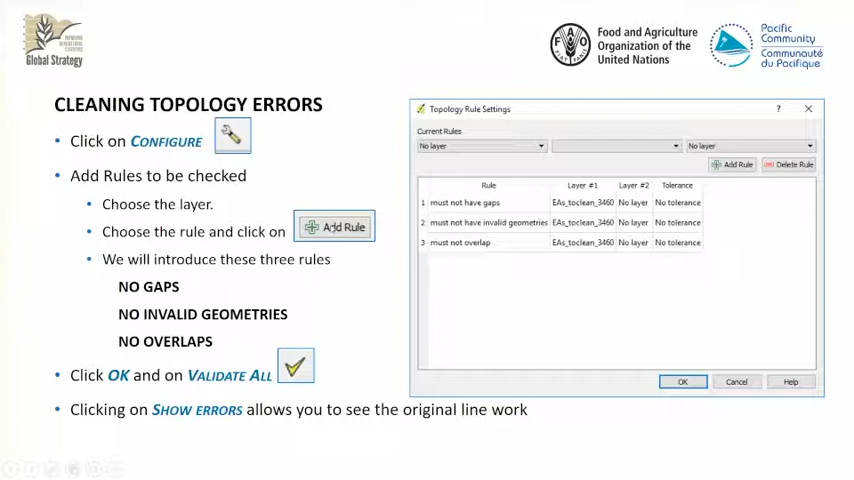 Global Strategy
Food and Agriculture
Organization of the
United Nations
Pacific
Community
Communauté
du Pacifique
CLEANING TOPOLOGY ERRORS
• Click on CONFIGURE
• Add Rules to be checked
• Choose the layer.
• Choose the rule and click on Add Rule
• We will introduce these three rules
NO GAPS
NO INVALID GEOMETRIES
NO OVERLAPS
• Click OK and on VALIDATE ALL
• Clicking on SHOW ERRORS allows you to see the original line work
Topology Rule Settings ? ×
Current Rules
No layer No layer
Add Rule Delete Rule
Rule Layer #1 Layer #2 Tolerance
1 must not have gaps EAs_toclean_3460 No layer No tolerance
2 must not have invalid geometries EAs_toclean_3460 No layer No tolerance
3 must not overlap EAs_toclean_3460 No layer No tolerance
OK Cancel Help